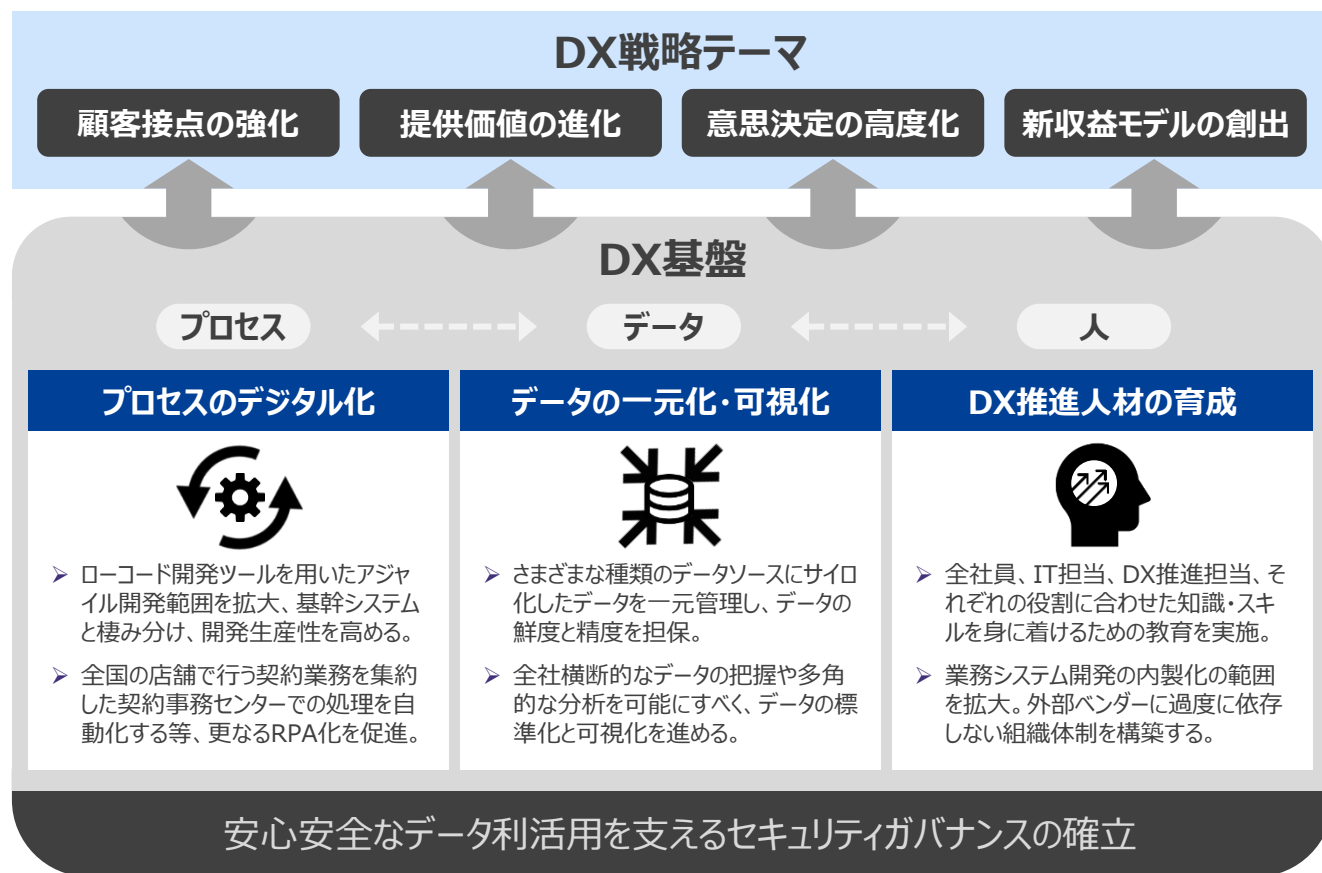 DX戦略テーマ
顧客接点の強化
提供価値の進化
意思決定の高度化
新収益モデルの創出
DX基盤
プロセス
データ
人
プロセスのデジタル化
➢ ローコード開発ツールを用いたアジャ
イル開発範囲を拡大、基幹システム
と棲み分け、開発生産性を高める。
➢ 全国の店舗で行う契約業務を集約
した契約事務センターでの処理を自
動化する等、更なるRPA化を促進。
データの一元化・可視化
➢ さまざまな種類のデータソースにサイロ
化したデータを一元管理し、データの
鮮度と精度を担保。
➢ 全社横断的なデータの把握や多角
的な分析を可能にすべく、データの標
準化と可視化を進める。
DX推進人材の育成
➢ 全社員、IT担当、DX推進担当、そ
れぞれの役割に合わせた知識・スキ
ルを身に着けるための教育を実施。
➢ 業務システム開発の内製化の範囲
を拡大。外部ベンダーに過度に依存
しない組織体制を構築する。
安心安全なデータ利活用を支えるセキュリティガバナンスの確立